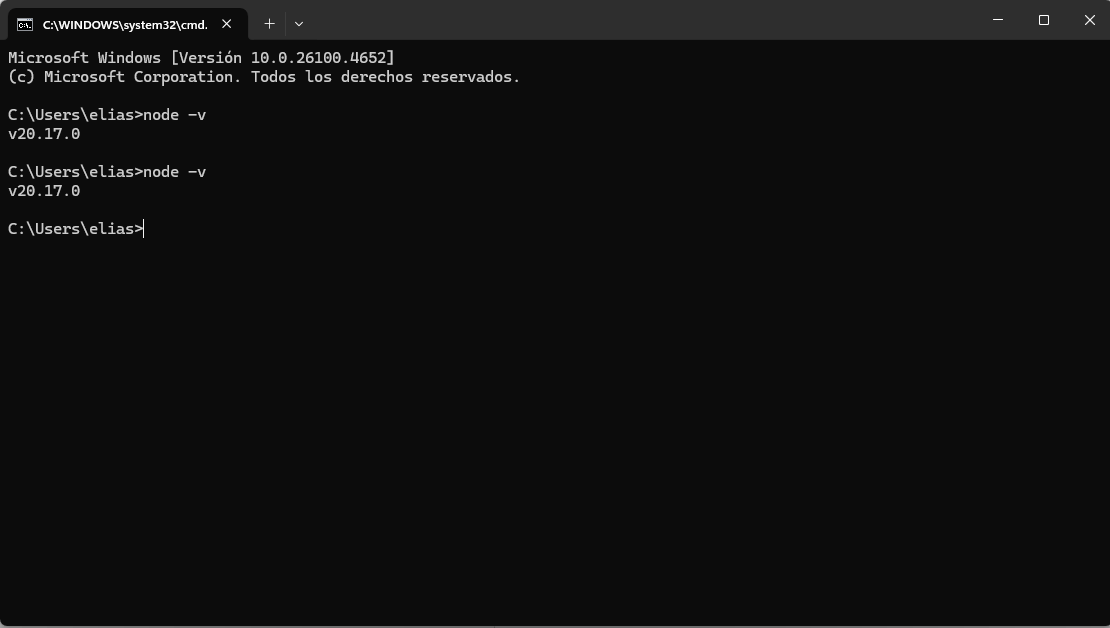 C:\WINDOWS\system32\cmd.
Microsoft Windows [Versión 10.0.26100.4652]
(c) Microsoft Corporation. Todos los derechos reservados.
C:\Users\elias>node -v
v20.17.0
C:\Users\elias>node -v
v20.17.0
C:\Users\elias>